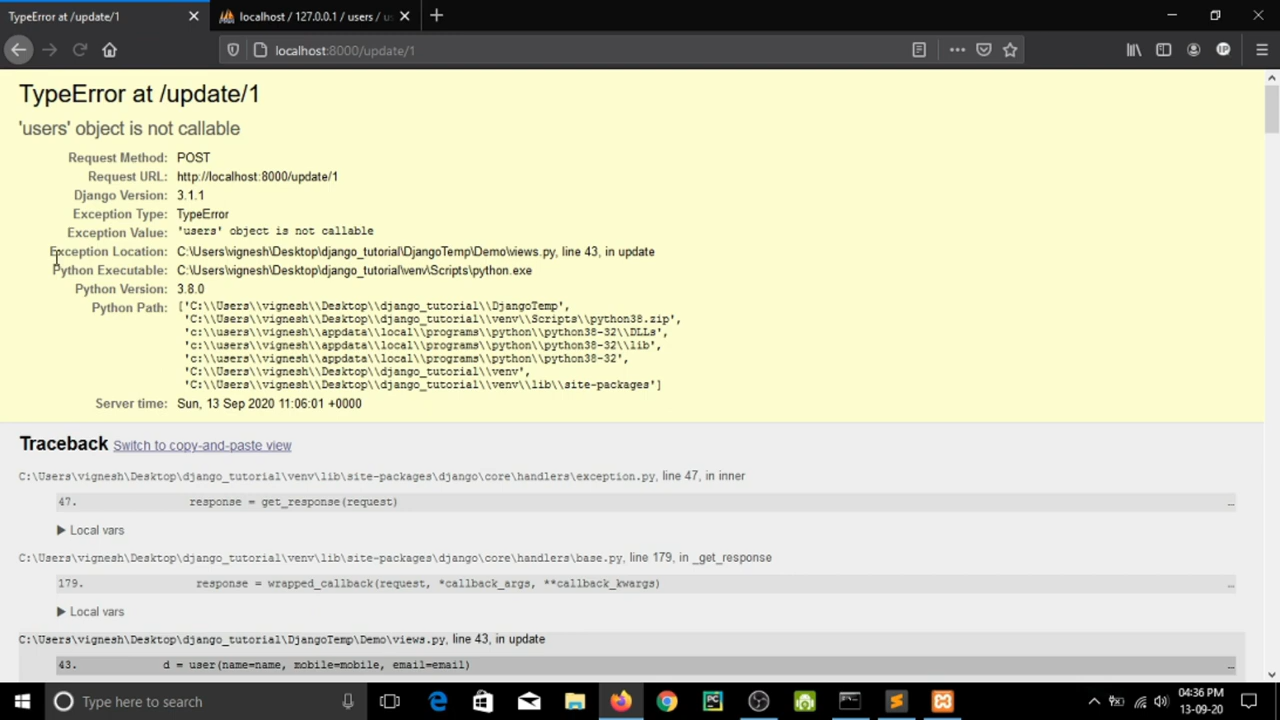 TypeError at /update/1
localhost / 127.0.0.1 / users / us
localhost:8000/update/1
TypeError at /update/1
'users' object is not callable
Request Method: POST
Request URL: http://localhost:8000/update/1
Django Version: 3.1.1
Exception Type: TypeError
Exception Value: 'users' object is not callable
Exception Location: C:\Users\vignesh\Desktop\django_tutorial\DjangoTemp\Demo\views.py, line 43, in update
Python Executable: C:\Users\vignesh\Desktop\django_tutorial\venv\Scripts\python.exe
Python Version: 3.8.0
Python Path: ['C:\\Users\\vignesh\\Desktop\\django_tutorial\\DjangoTemp',
'C:\\Users\\vignesh\\Desktop\\django_tutorial\\venv\\Scripts\\python38.zip',
'c:\\users\\vignesh\\appdata\\local\\programs\\python\\python38-32\\DLLs',
'c:\\users\\vignesh\\appdata\\local\\programs\\python\\python38-32\\lib',
'c:\\users\\vignesh\\appdata\\local\\programs\\python\\python38-32',
'C:\\Users\\vignesh\\Desktop\\django_tutorial\\venv',
'C:\\Users\\vignesh\\Desktop\\django_tutorial\\venv\\lib\\site-packages']
Server time: Sun, 13 Sep 2020 11:06:01 +0000
Traceback Switch to copy-and-paste view
C:\Users\vignesh\Desktop\django_tutorial\venv\lib\site-packages\django\core\handlers\exception.py, line 47, in inner
47. response = get_response(request) …
▶ Local vars
C:\Users\vignesh\Desktop\django_tutorial\venv\lib\site-packages\django\core\handlers\base.py, line 179, in _get_response
179. response = wrapped_callback(request, *callback_args, **callback_kwargs) …
▶ Local vars
C:\Users\vignesh\Desktop\django_tutorial\DjangoTemp\Demo\views.py, line 43, in update
43. d = user(name=name, mobile=mobile, email=email) …
Type here to search
04:36 PM
13-09-20